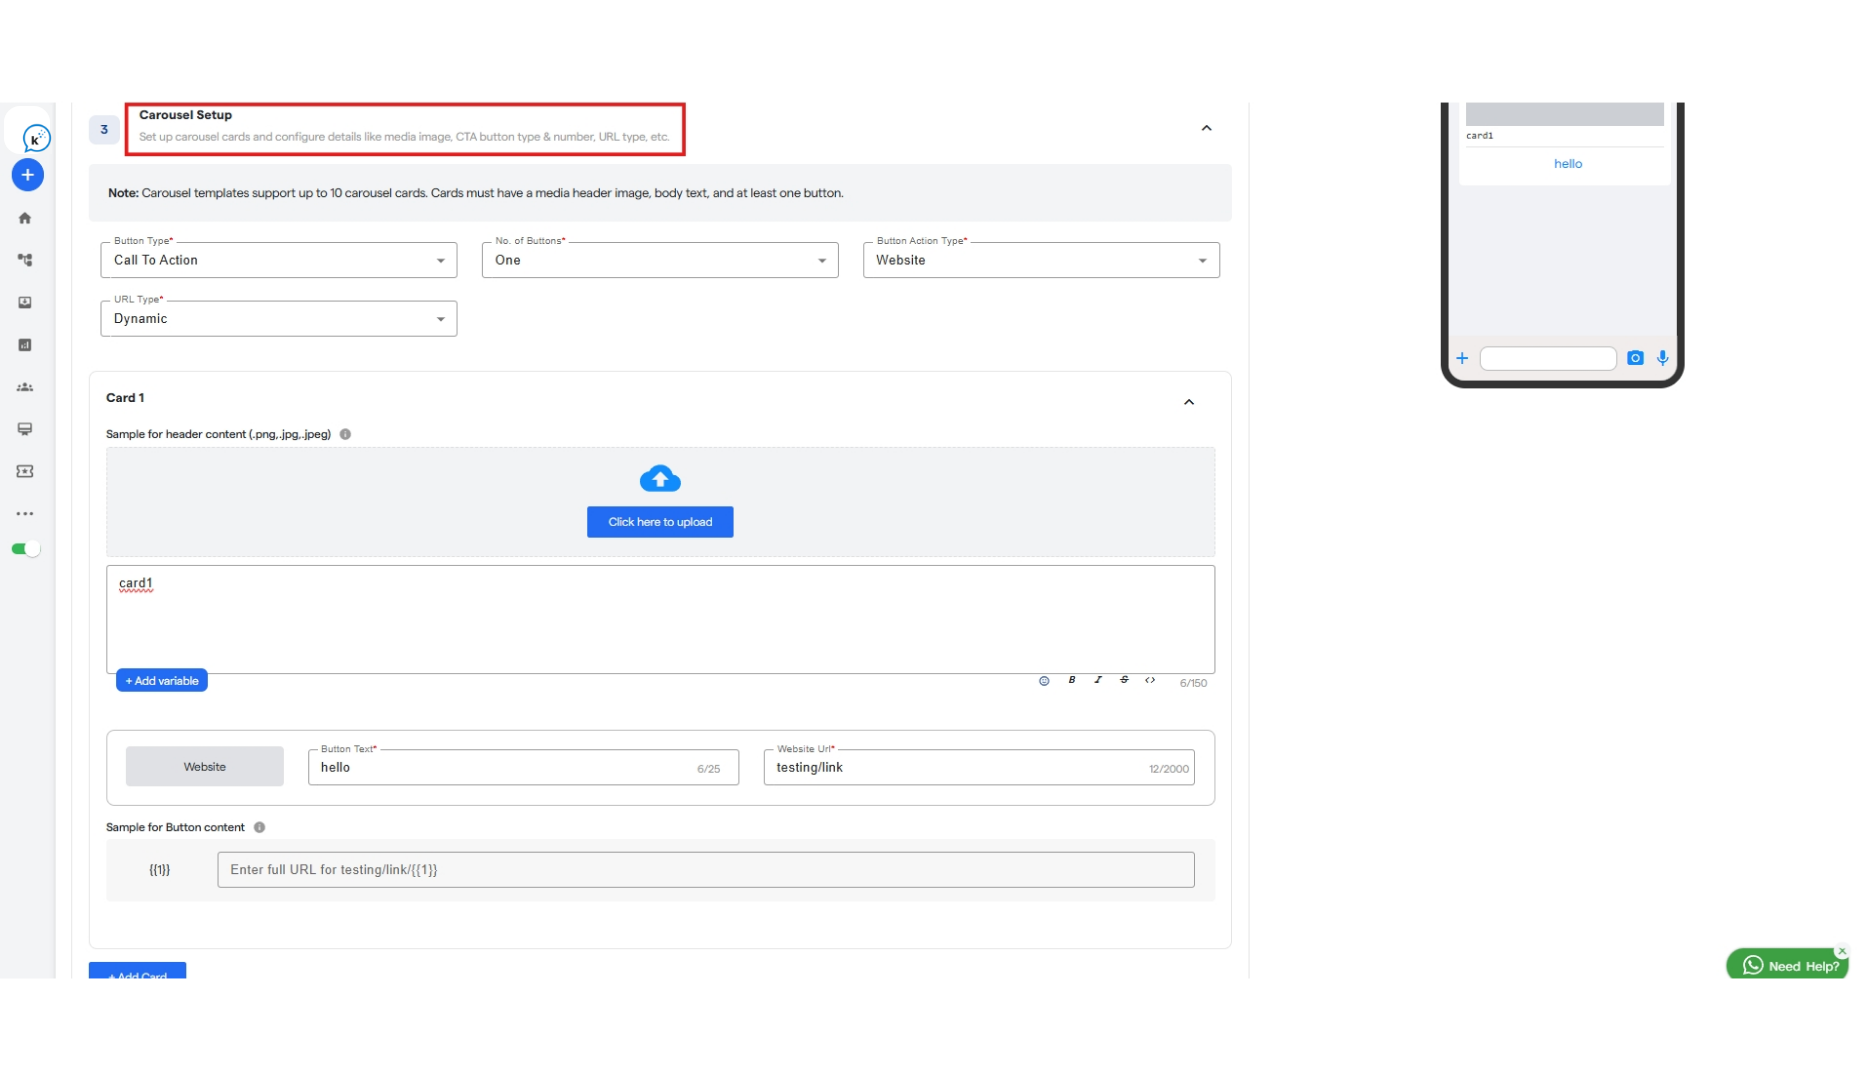 Carousel Setup
3
Set up carousel cards and configure details like media image, CTA button type & number, URL type, etc.
Note: Carousel templates support up to 10 carousel cards. Cards must have a media header image, body text, and at least one button.
Button Type*
Call To Action
No. of Buttons*
One
Button Action Type*
Website
URL Type*
Dynamic
Card 1
Sample for header content (.png,.jpg,.jpeg)
Click here to upload
card1
+ Add variable
B I S <>
6/150
Website
Button Text*
hello
6/25
Website Url*
testing/link
12/2000
Sample for Button content
{{1}}
Enter full URL for testing/link/{{1}}
+ Add Card
card1
hello
Need Help?
K